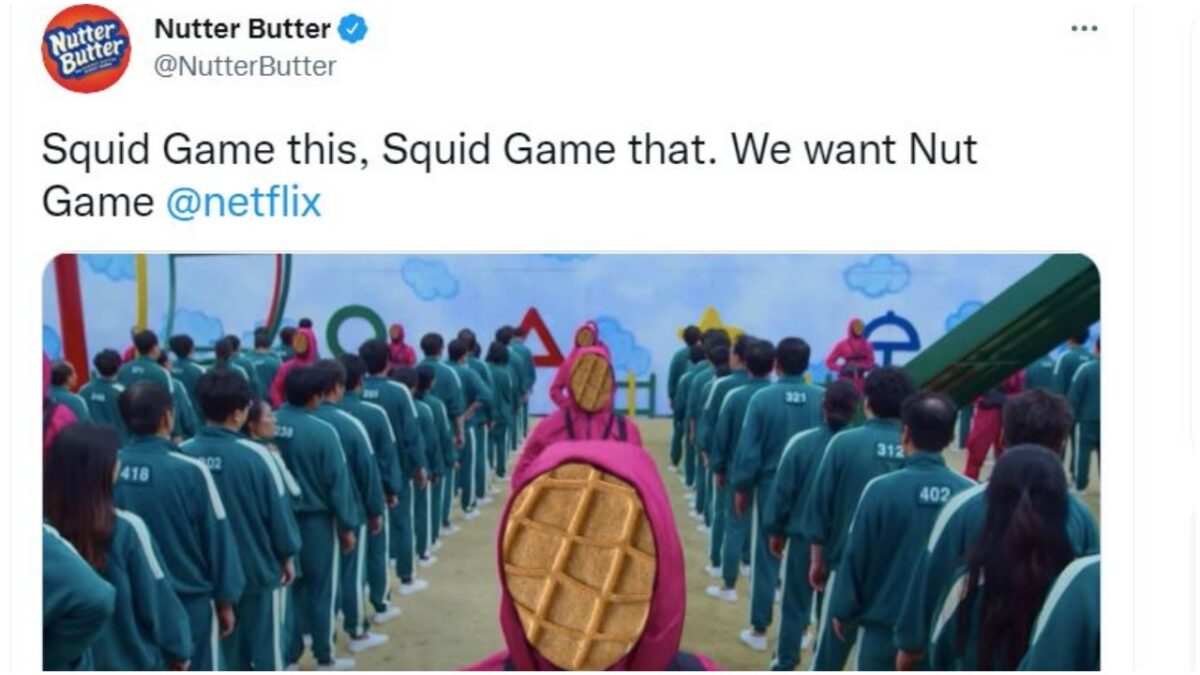 Nutter
Butter
Nutter Butter
@NutterButter
Squid Game this, Squid Game that. We want Nut
Game @netflix
321
418
312
402